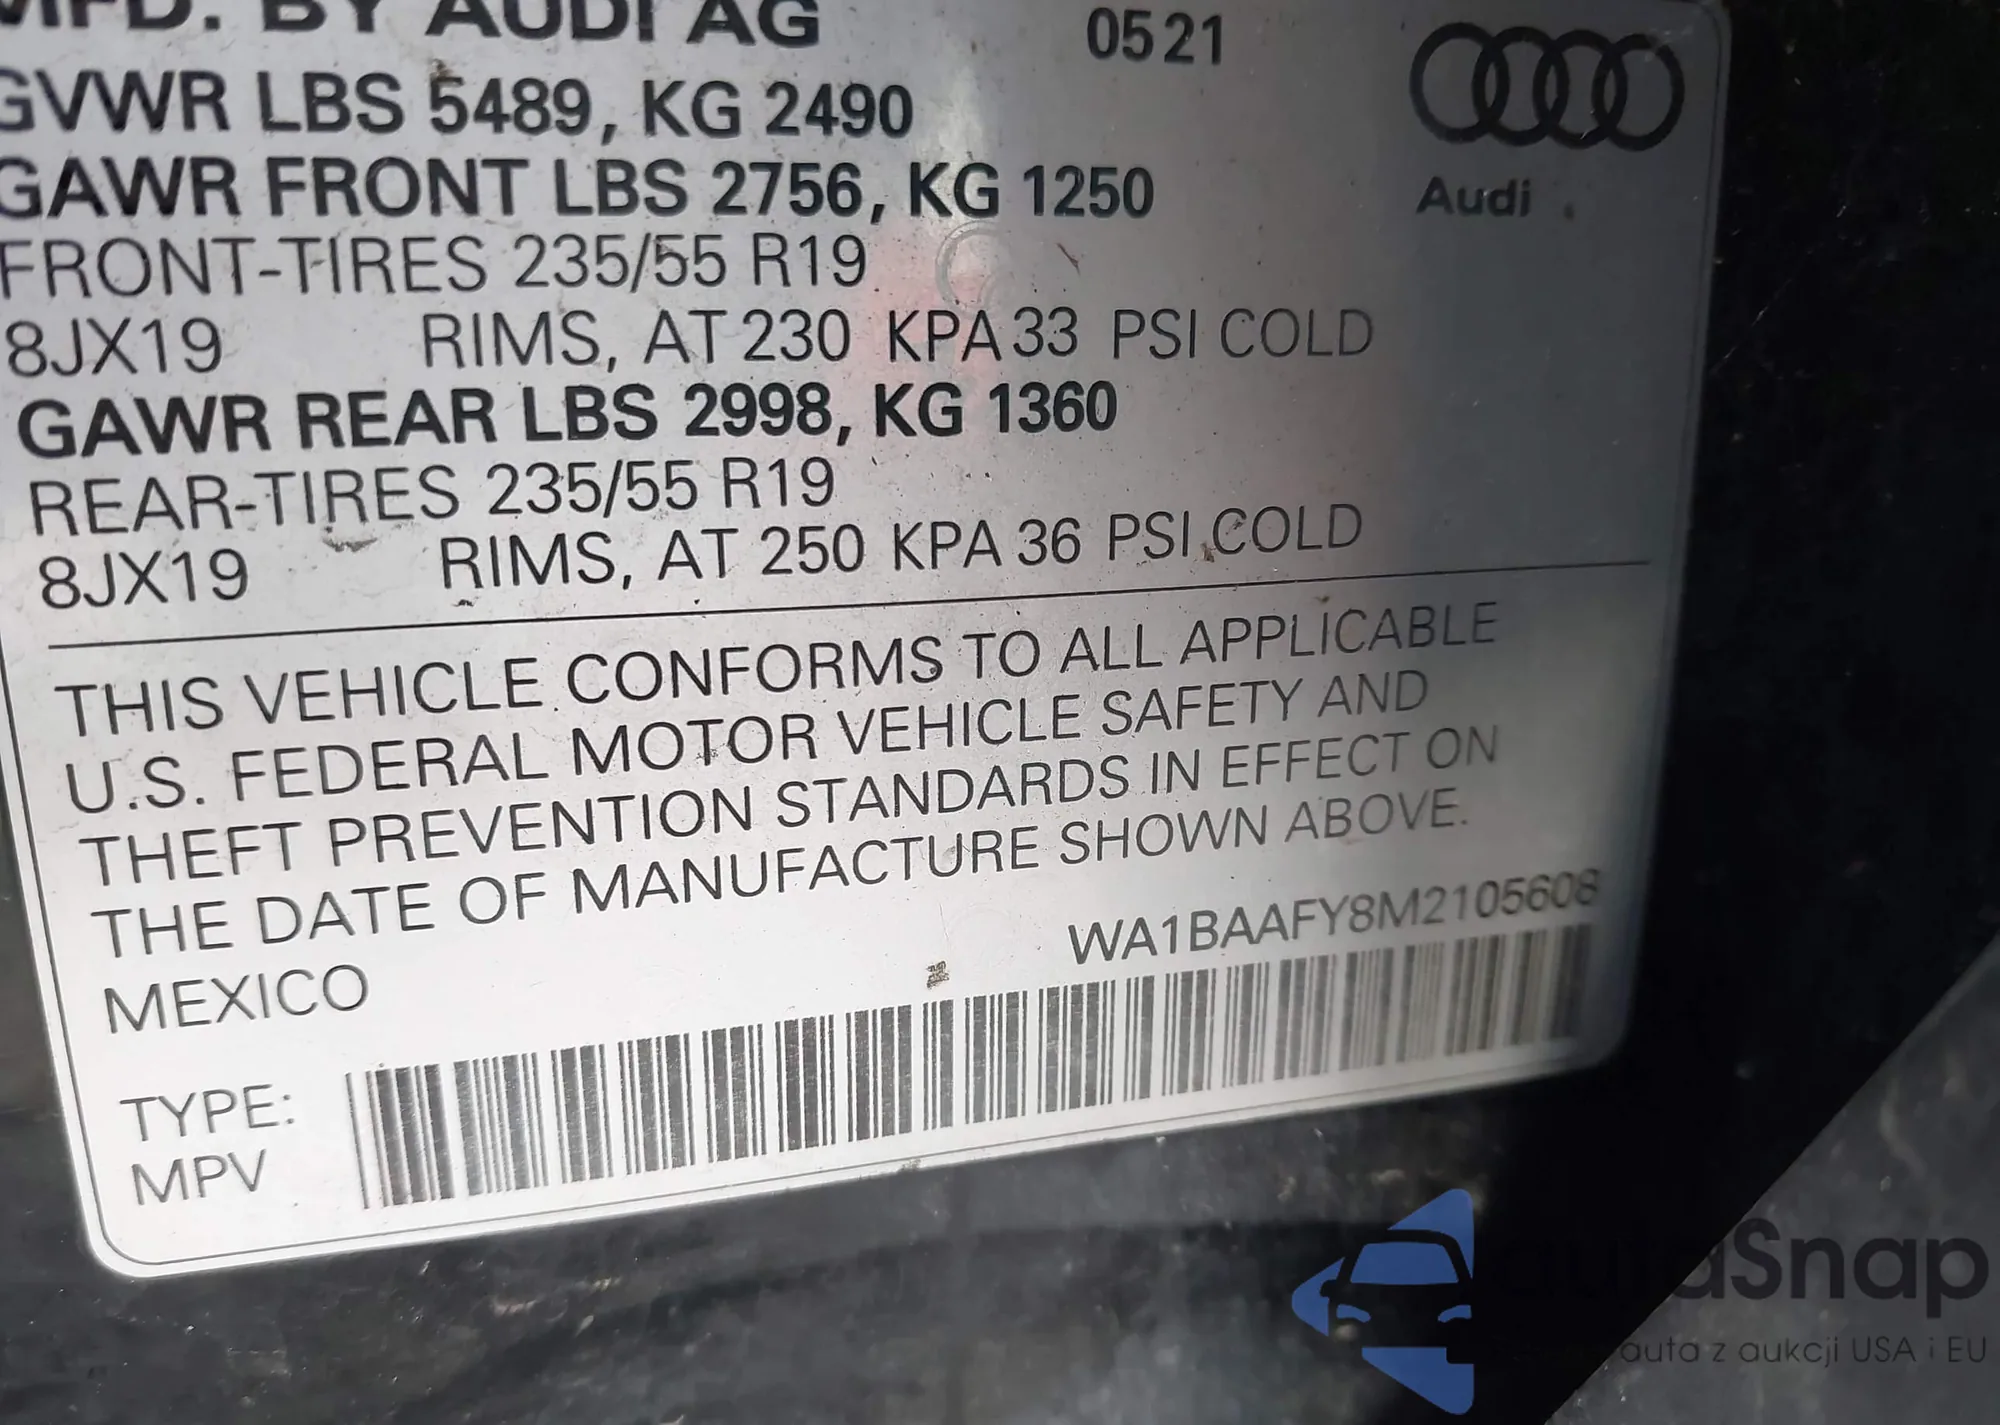 MFD. BY AUDI AG 0521
GVWR LBS 5489, KG 2490
GAWR FRONT LBS 2756, KG 1250
Audi
FRONT-TIRES 235/55 R19
8JX19 RIMS, AT 230 KPA 33 PSI COLD
GAWR REAR LBS 2998, KG 1360
REAR-TIRES 235/55 R19
8JX19 RIMS, AT 250 KPA 36 PSI COLD
THIS VEHICLE CONFORMS TO ALL APPLICABLE
U.S. FEDERAL MOTOR VEHICLE SAFETY AND
THEFT PREVENTION STANDARDS IN EFFECT ON
THE DATE OF MANUFACTURE SHOWN ABOVE.
MEXICO
WA1BAAFY8M2105608
TYPE:
MPV
autaSnap
auta z aukcji USA i EU